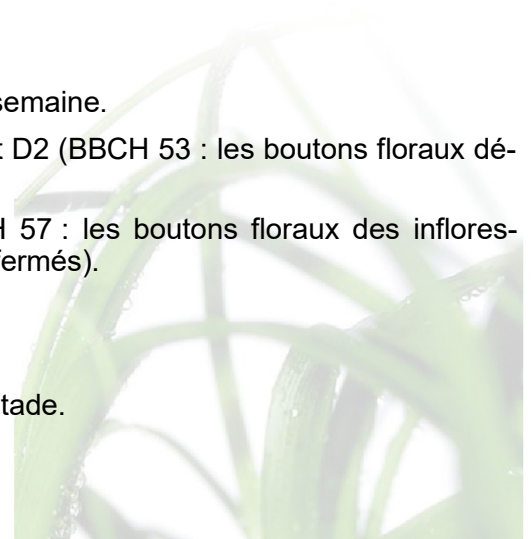 semaine.
t D2 (BBCH 53 : les boutons floraux dé-
H 57 : les boutons floraux des inflores-
fermés).
tade.